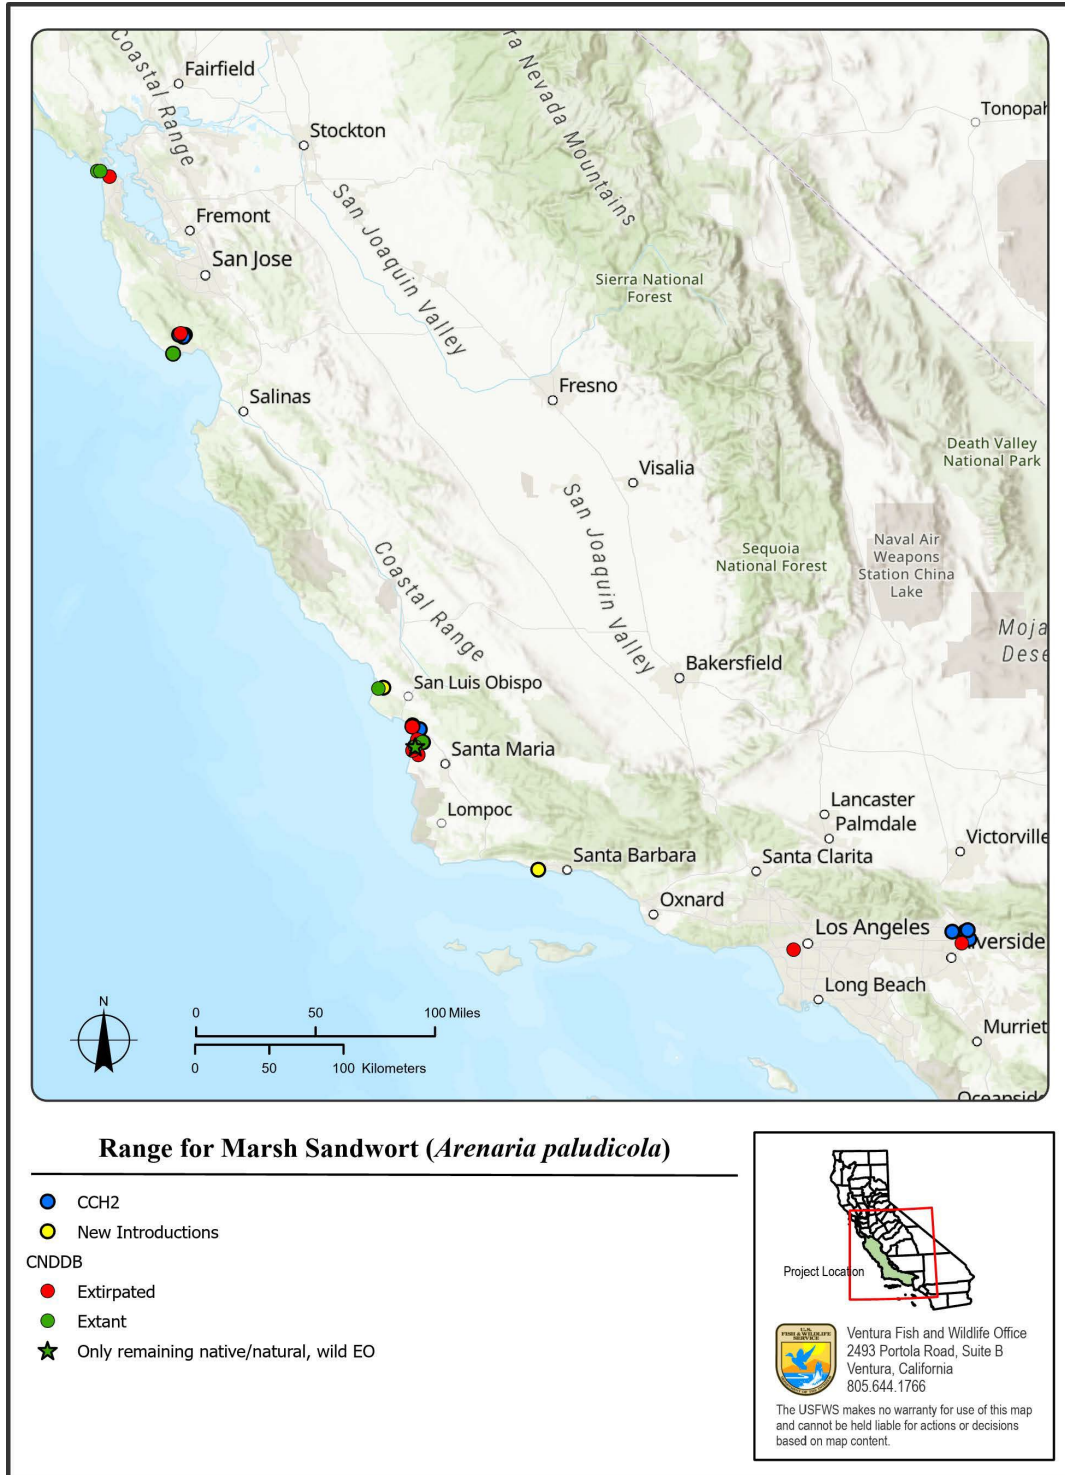 Coastal Range
Fairfield
Stockton
ra Nevada Mountains
Tonopah
Fremont
San Jose
San Joaquin Valley
Sierra National
Forest
Salinas
Fresno
Visalia
Death Valley
National Park
San Joaquin Valley
Naval Air
Weapons
Station China
Lake
Sequoia
National Forest
Coastal Range
Moja
Dese
San Luis Obispo
Bakersfield
Santa Maria
Lompoc
Lancaster
Palmdale
Victorville
Santa Barbara
Santa Clarita
Oxnard
Los Angeles
iverside
Long Beach
Murriet
Oceanside
N
0 50 100 Miles
0 50 100 Kilometers
Range for Marsh Sandwort (Arenaria paludicola)
CCH2
New Introductions
CNDDB
Extirpated
Extant
Only remaining native/natural, wild EO
Project Location
U.S.
FISH & WILDLIFE
SERVICE
Ventura Fish and Wildlife Office
2493 Portola Road, Suite B
Ventura, California
805.644.1766
The USFWS makes no warranty for use of this map
and cannot be held liable for actions or decisions
based on map content.